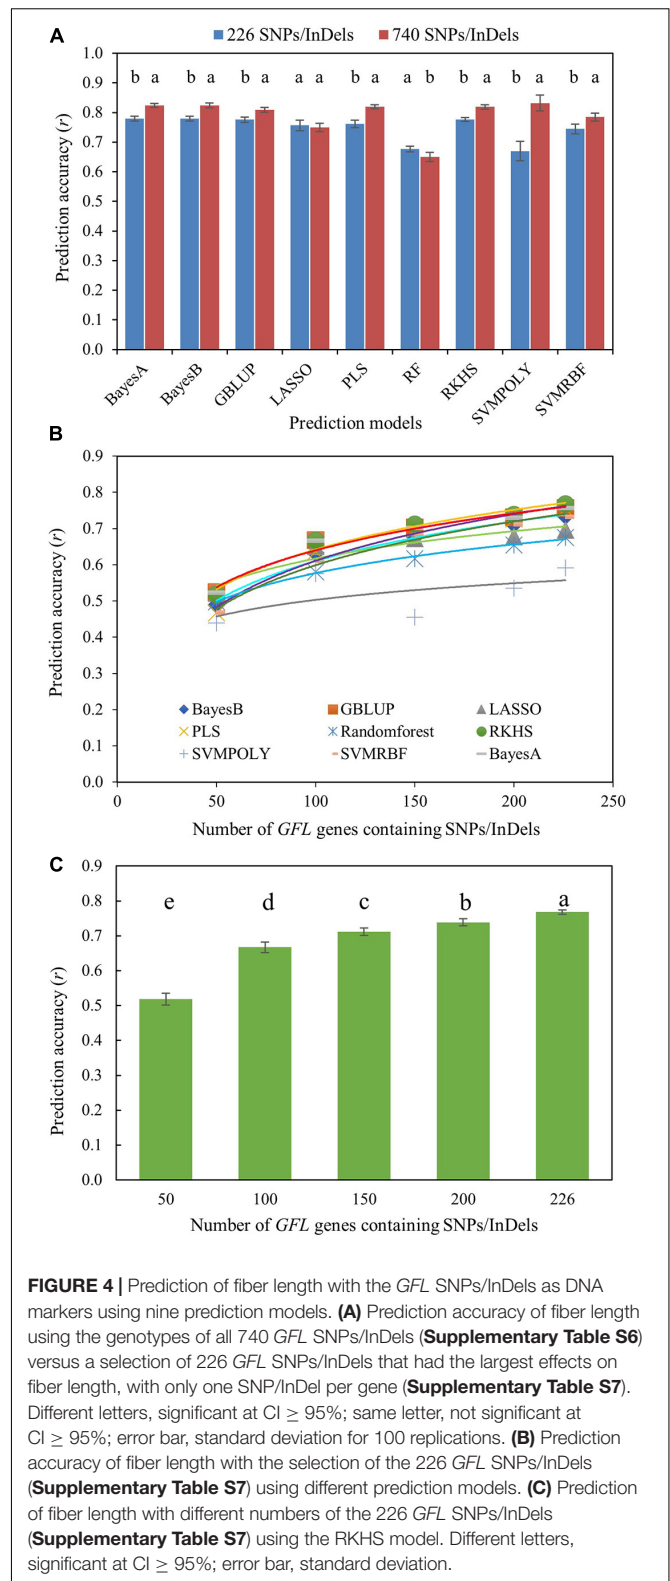 A
226 SNPs/InDels 740 SNPs/InDels
1.0
0.9
0.8
0.7
0.6
0.5
0.4
0.3
0.2
0.1
0.0
Prediction accuracy (r)
b a b a b a a a b a a b b a b a b a
BayesA BayesB GBLUP LASSO PLS RF RKHS SVMPOLY SVMRBF
Prediction models
B
0.9
0.8
0.7
0.6
0.5
0.4
0.3
0.2
0.1
0.0
Prediction accuracy (r)
BayesB GBLUP LASSO
PLS Randomforest RKHS
SVMPOLY SVMRBF BayesA
0 50 100 150 200 250
Number of GFL genes containing SNPs/InDels
C
0.9
0.8
0.7
0.6
0.5
0.4
0.3
0.2
0.1
0.0
Prediction accuracy (r)
e d c b a
50 100 150 200 226
Number of GFL genes containing SNPs/InDels
FIGURE 4 | Prediction of fiber length with the GFL SNPs/InDels as DNA
markers using nine prediction models. (A) Prediction accuracy of fiber length
using the genotypes of all 740 GFL SNPs/InDels (Supplementary Table S6)
versus a selection of 226 GFL SNPs/InDels that had the largest effects on
fiber length, with only one SNP/InDel per gene (Supplementary Table S7).
Different letters, significant at CI ≥ 95%; same letter, not significant at
CI ≥ 95%; error bar, standard deviation for 100 replications. (B) Prediction
accuracy of fiber length with the selection of the 226 GFL SNPs/InDels
(Supplementary Table S7) using different prediction models. (C) Prediction
of fiber length with different numbers of the 226 GFL SNPs/InDels
(Supplementary Table S7) using the RKHS model. Different letters,
significant at CI ≥ 95%; error bar, standard deviation.